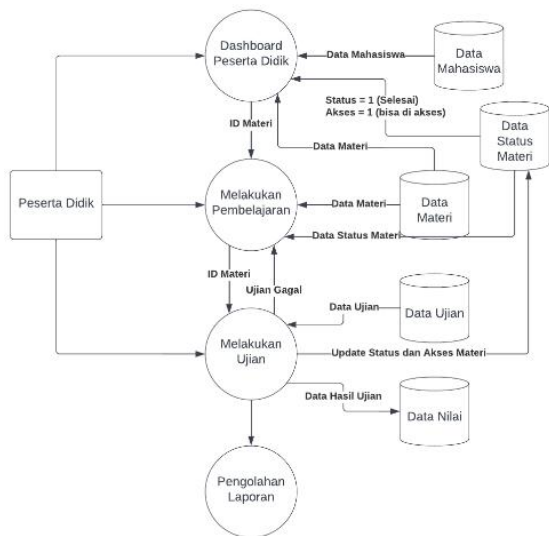 Dashboard
Peserta Didik
Data Mahasiswa
Data
Mahasiswa
Status = 1 (Selesai)
Akses = 1 (bisa di akses)
ID Materi
Data Materi
Data
Status
Materi
Peserta Didik
Melakukan
Pembelajaran
Data Materi
Data
Materi
Data Status Materi
ID Materi
Ujian Gagal
Data Ujian
Data Ujian
Melakukan
Ujian
Update Status dan Akses Materi
Data Hasil Ujian
Data Nilai
Pengolahan
Laporan